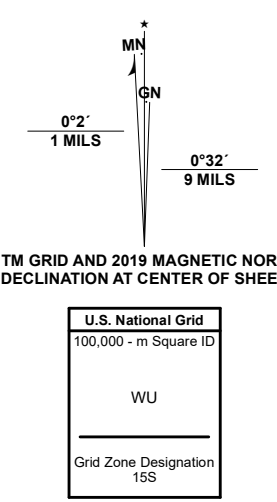 MN
GN
0°2´
1 MILS
0°32´
9 MILS
TM GRID AND 2019 MAGNETIC NOR
DECLINATION AT CENTER OF SHEE
U.S. National Grid
100,000 - m Square ID
WU
Grid Zone Designation
15S